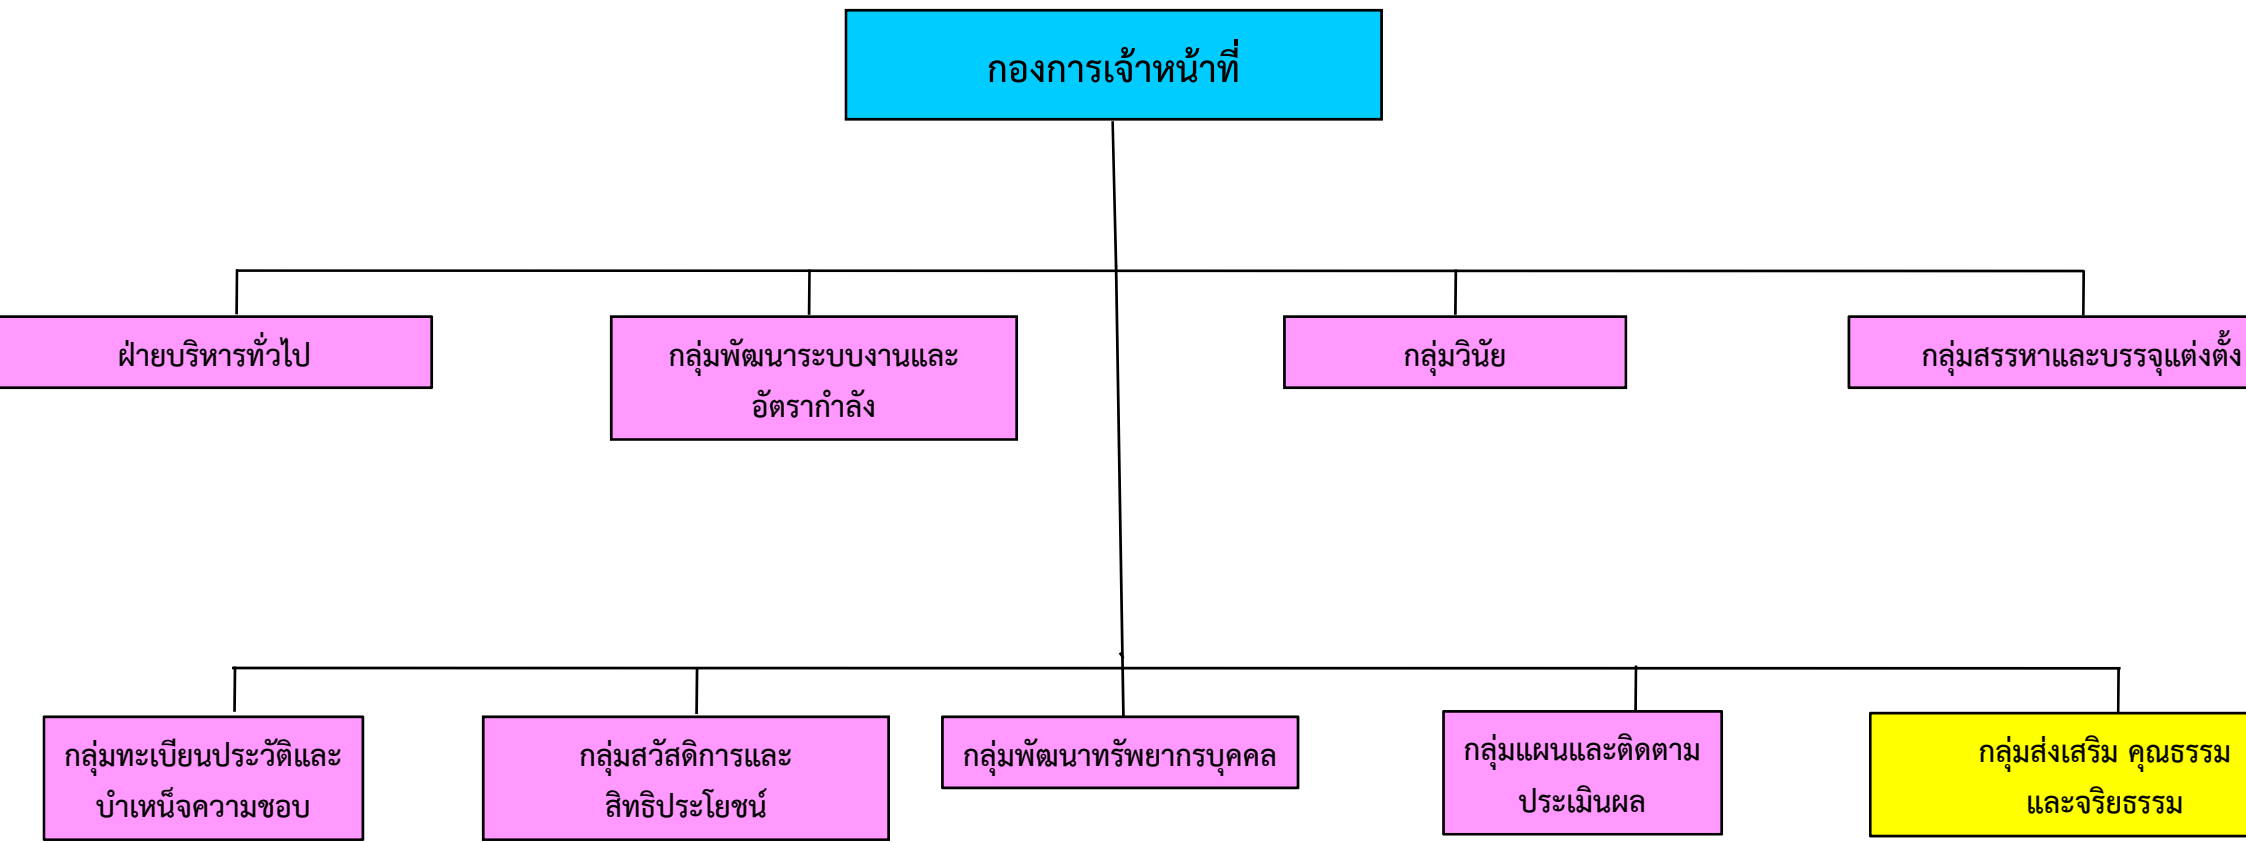 กองการเจ้าหน้าที่
ฝ่ายบริหารทั่วไป
กลุ่มพัฒนาระบบงานและ
อัตรากำลัง
กลุ่มวินัย
กลุ่มสรรหาและบรรจุแต่งตั้ง
กลุ่มทะเบียนประวัติและ
บำเหน็จความชอบ
กลุ่มสวัสดิการและ
สิทธิประโยชน์
กลุ่มพัฒนาทรัพยากรบุคคล
กลุ่มแผนและติดตาม
ประเมินผล
กลุ่มส่งเสริม คุณธรรม
และจริยธรรม